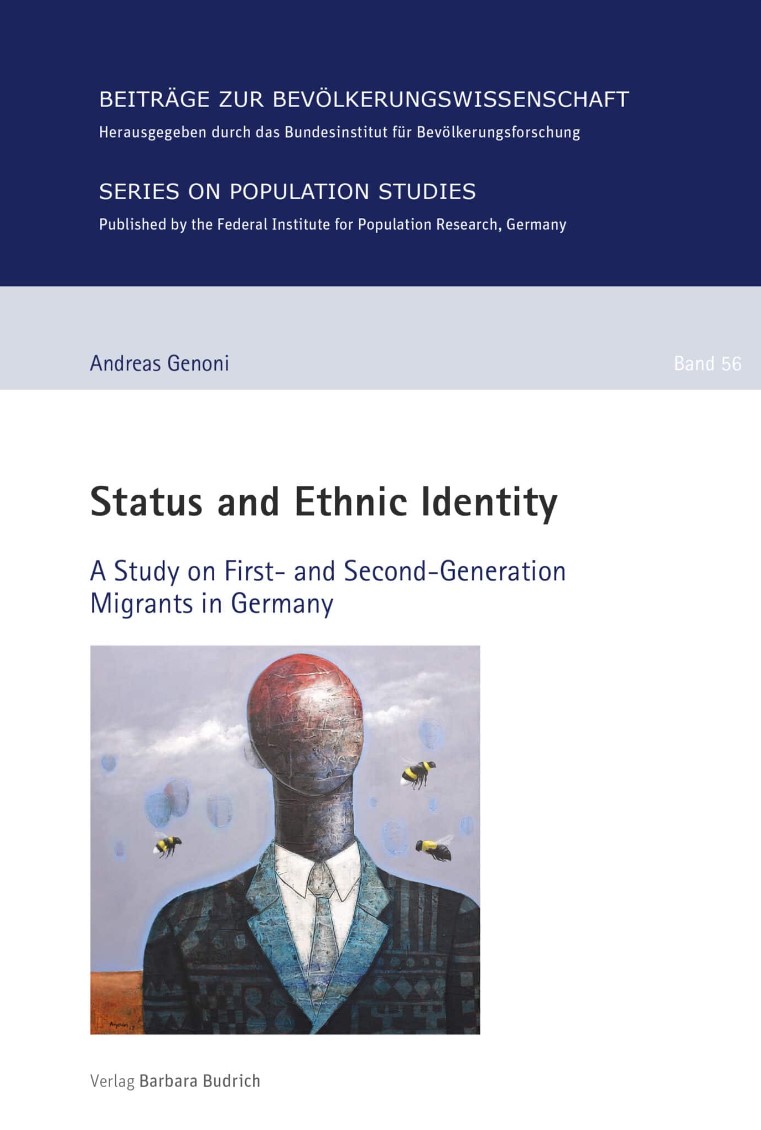 BEITRÄGE ZUR BEVÖLKERUNGSWISSENSCHAFT
Herausgegeben durch das Bundesinstitut für Bevölkerungsforschung
SERIES ON POPULATION STUDIES
Published by the Federal Institute for Population Research, Germany
Andreas Genoni
Band 56
Status and Ethnic Identity
A Study on First- and Second-Generation
Migrants in Germany
Verlag Barbara Budrich